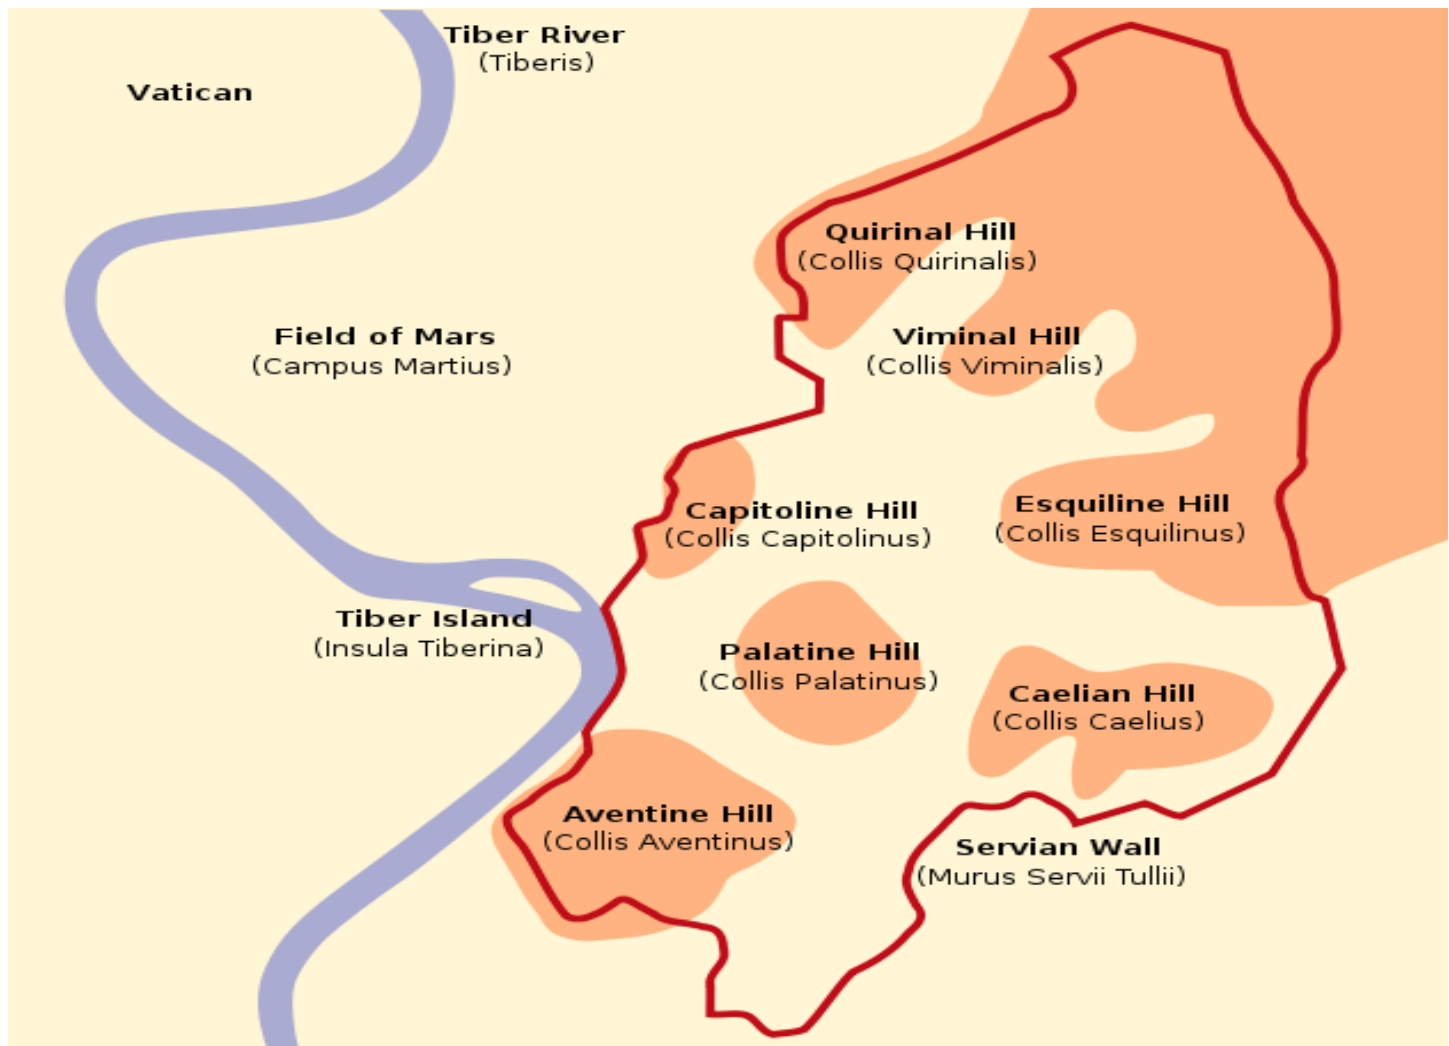 Tiber River
(Tiberis)
Vatican
Quirinal Hill
(Collis Quirinalis)
Field of Mars
(Campus Martius)
Viminal Hill
(Collis Viminalis)
Capitoline Hill
(Collis Capitolinus)
Esquiline Hill
(Collis Esquilinus)
Tiber Island
(Insula Tiberina)
Palatine Hill
(Collis Palatinus)
Caelian Hill
(Collis Caelius)
Aventine Hill
(Collis Aventinus)
Servian Wall
(Murus Servii Tullii)